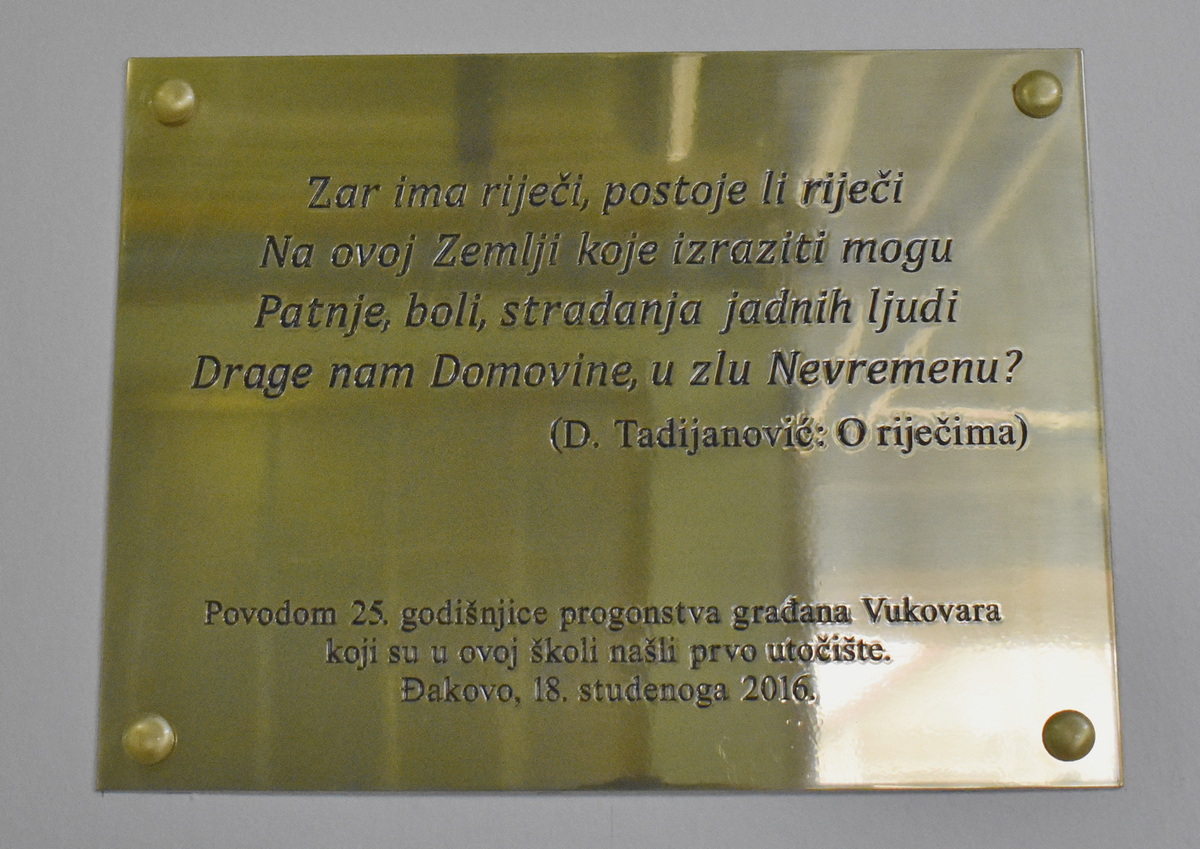 Zar ima riječi, postoje li riječi
Na ovoj Zemlji koje izraziti mogu
Patnje, boli, stradanja jadnih ljudi
Drage nam Domovine, u zlu Nevremenu?
(D. Tadijanović: O riječima)
Povodom 25. godišnjice progonstva građana Vukovara
koji su u ovoj školi našli prvo utočište.
Đakovo, 18. studenoga 2016.